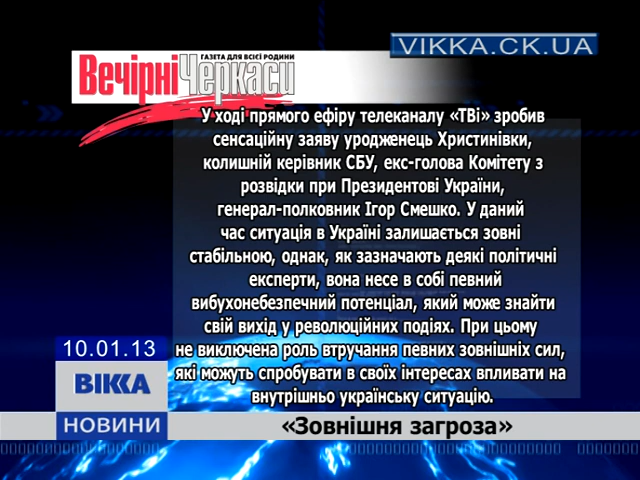 VIKKA.CK.UA
ГАЗЕТА ДЛЯ ВСІЄЇ РОДИНИ
Вечірні Черкаси
У ході прямого ефіру телеканалу «ТВі» зробив
сенсаційну заяву уродженець Христинівки,
колишній керівник СБУ, екс-голова Комітету з
розвідки при Президентові України,
генерал-полковник Ігор Смешко. У даний
час ситуація в Україні залишається зовні
стабільною, однак, як зазначають деякі політичні
експерти, вона несе в собі певний
вибухонебезпечний потенціал, який може знайти
свій вихід у революційних подіях. При цьому
не виключена роль втручання певних зовнішніх сил,
які можуть спробувати в своїх інтересах впливати на
внутрішньо українську ситуацію.
10.01.13
ВІККА
НОВИНИ
«Зовнішня загроза»